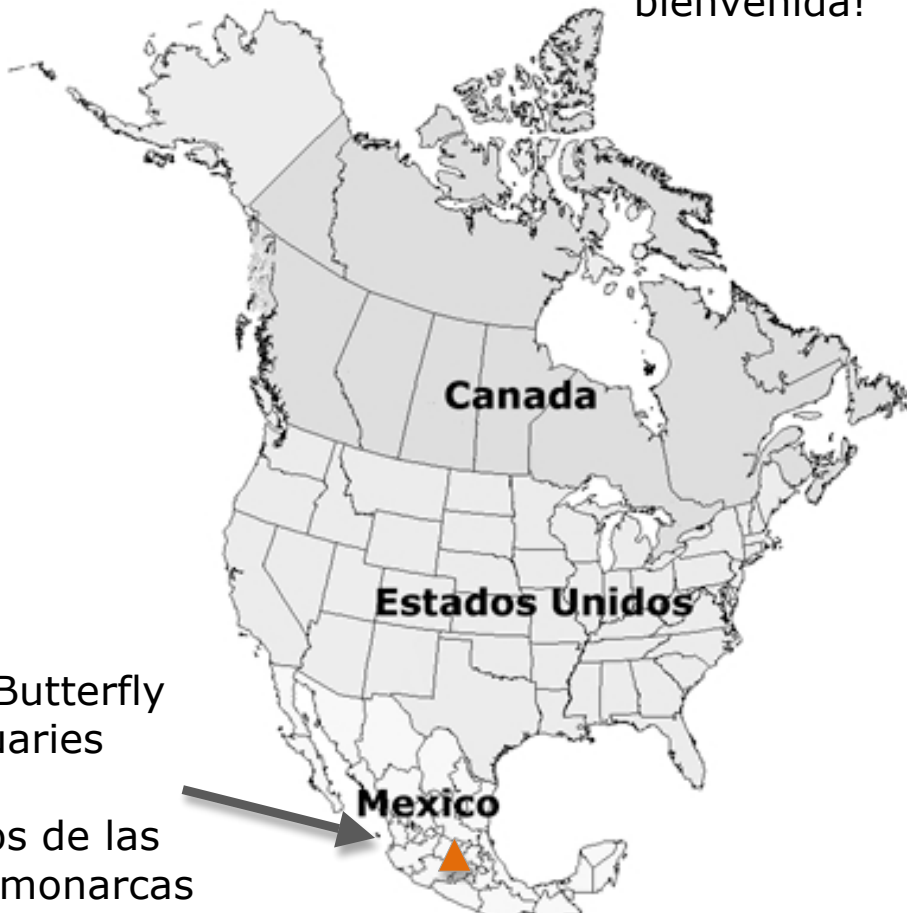 bienvenida!
Canada
Estados Unidos
Butterfly
uaries
Mexico
os de las
monarcas